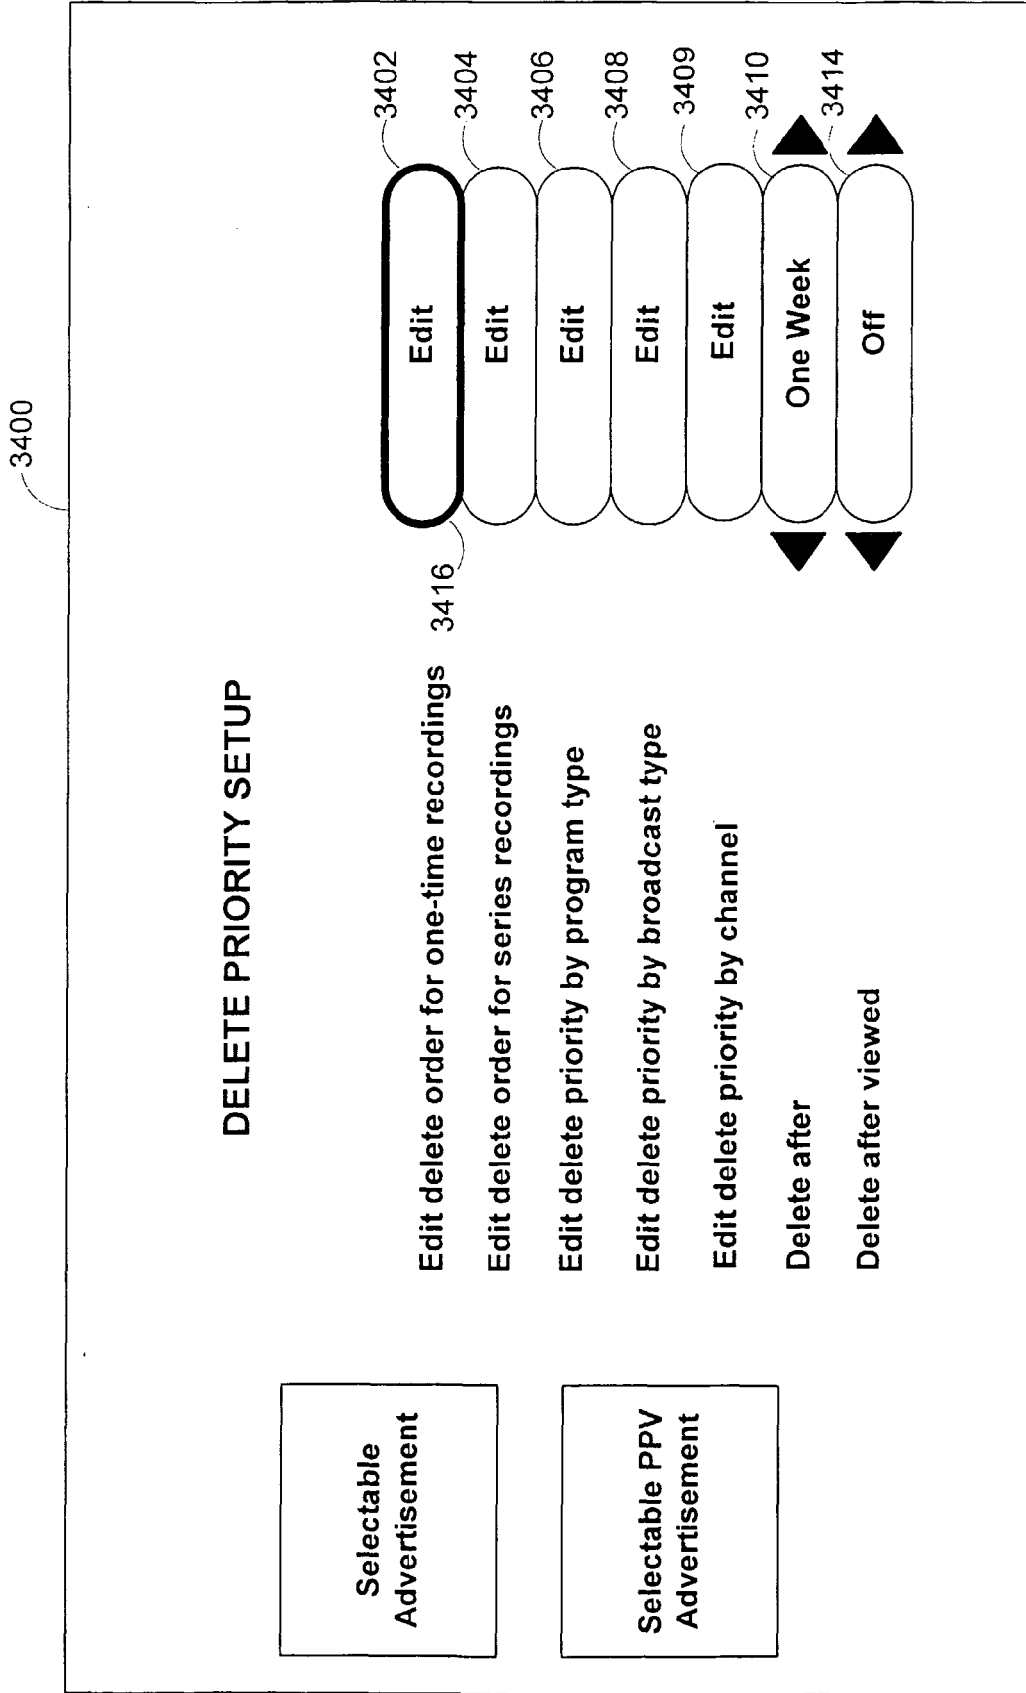 3400
DELETE PRIORITY SETUP
Selectable
Advertisement
Selectable PPV
Advertisement
Edit delete order for one-time recordings
3416
Edit
3402
Edit delete order for series recordings
Edit
3404
Edit delete priority by program type
Edit
3406
Edit delete priority by broadcast type
Edit
3408
Edit delete priority by channel
Edit
3409
Delete after
One Week
3410
Delete after viewed
Off
3414